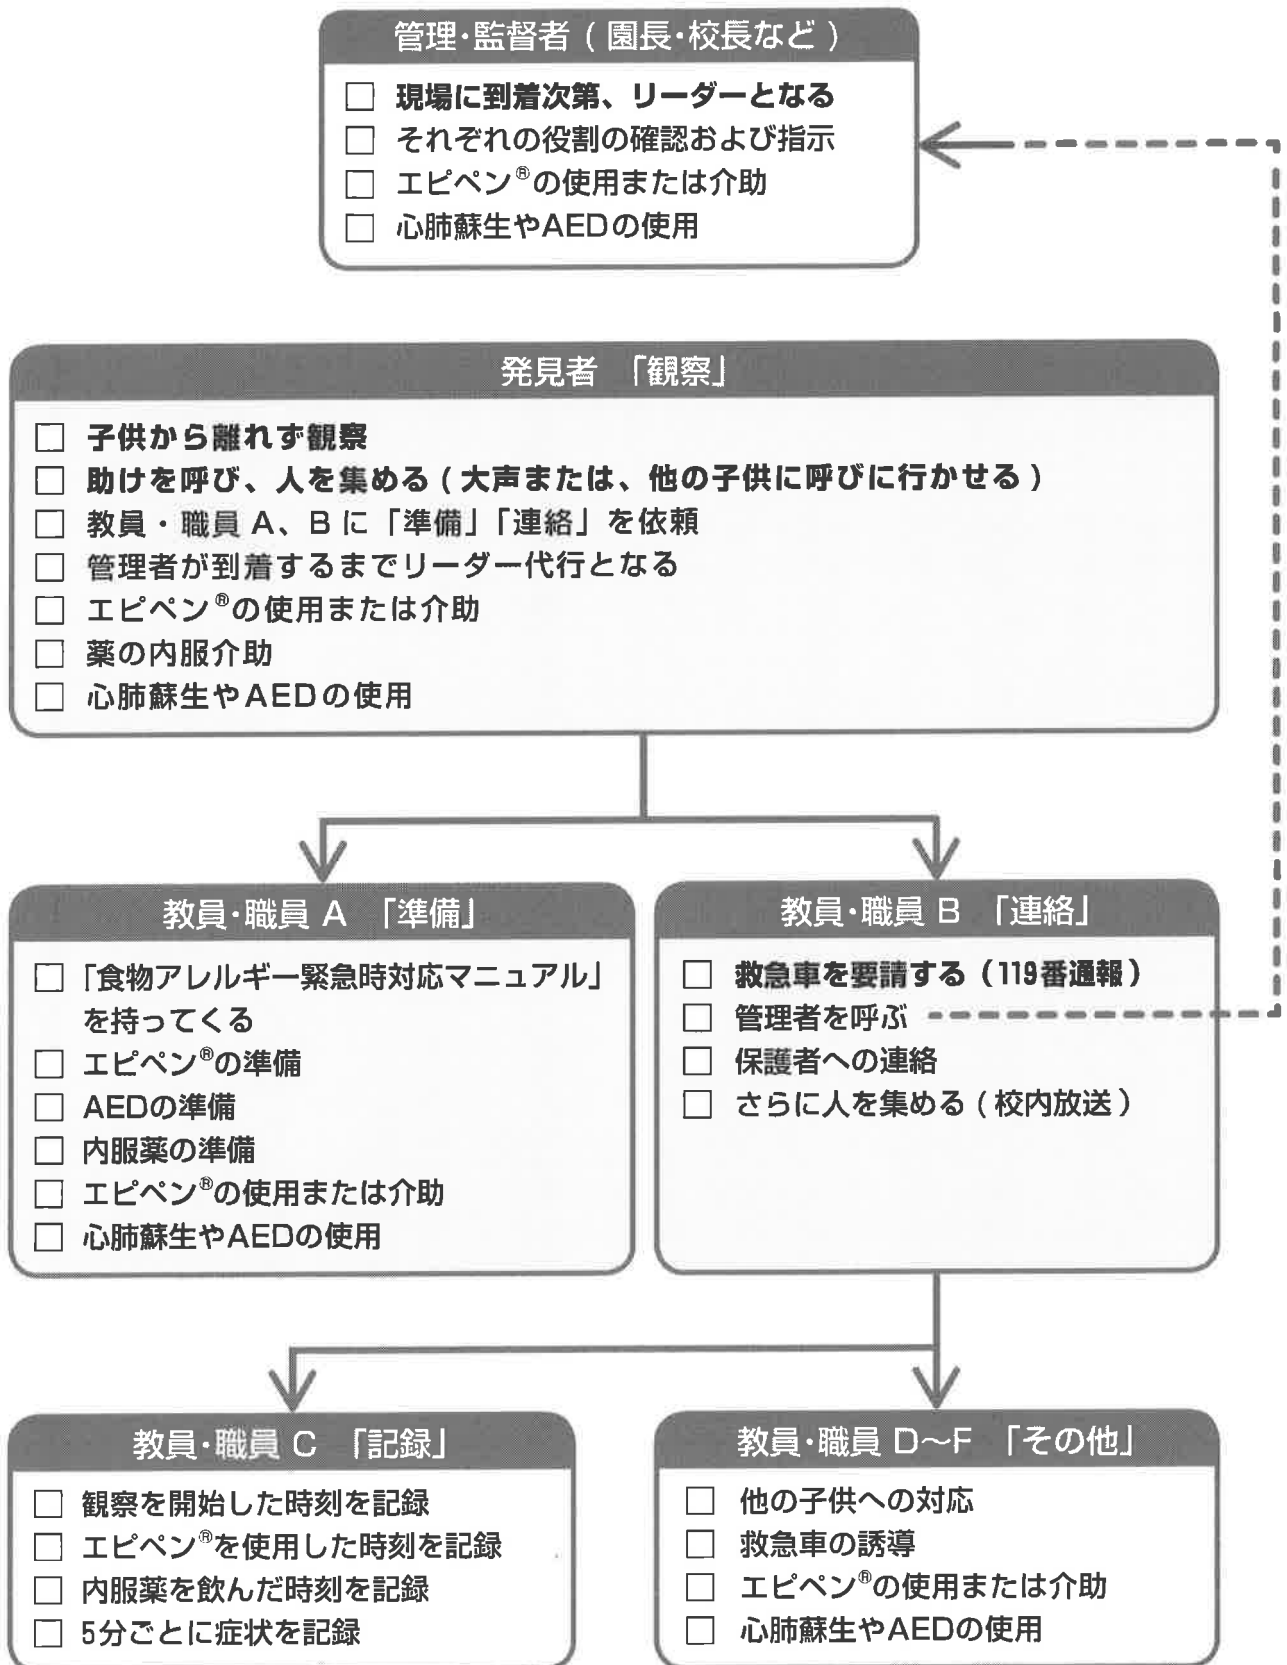 管理・監督者(園長・校長など)
□ 現場に到着次第、リーダーとなる
□ それぞれの役割の確認および指示
□ エピペン®の使用または介助
□ 心肺蘇生やAEDの使用
発見者 「観察」
□ 子供から離れず観察
□ 助けを呼び、人を集める(大声または、他の子供に呼びに行かせる)
□ 教員・職員 A、B に「準備」「連絡」を依頼
□ 管理者が到着するまでリーダー代行となる
□ エピペン®の使用または介助
□ 薬の内服介助
□ 心肺蘇生やAEDの使用
教員・職員 A 「準備」
□ 「食物アレルギー緊急時対応マニュアル」
を持ってくる
□ エピペン®の準備
□ AEDの準備
□ 内服薬の準備
□ エピペン®の使用または介助
□ 心肺蘇生やAEDの使用
教員・職員 B 「連絡」
□ 救急車を要請する(119番通報)
□ 管理者を呼ぶ
□ 保護者への連絡
□ さらに人を集める(校内放送)
教員・職員 C 「記録」
□ 観察を開始した時刻を記録
□ エピペン®を使用した時刻を記録
□ 内服薬を飲んだ時刻を記録
□ 5分ごとに症状を記録
教員・職員 D〜F 「その他」
□ 他の子供への対応
□ 救急車の誘導
□ エピペン®の使用または介助
□ 心肺蘇生やAEDの使用